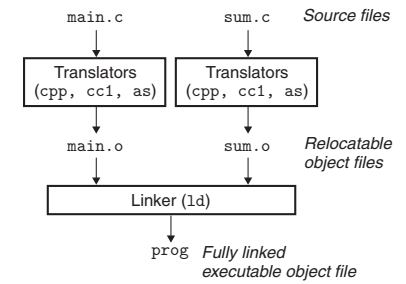 main.c sum.c Source files
Translators Translators
(cpp, cc1, as) (cpp, cc1, as)
main.o sum.o Relocatable
object files
Linker (ld)
prog Fully linked
executable object file